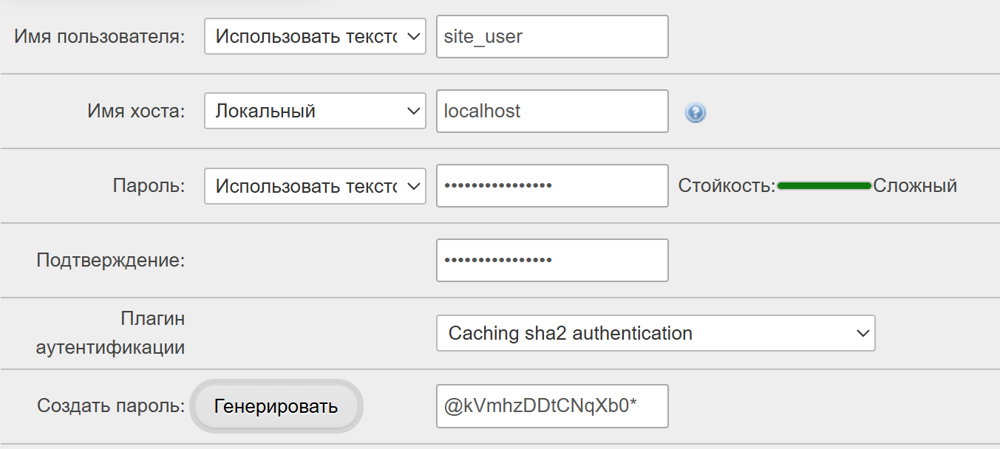 Имя пользователя: Использовать тексто site_user
Имя хоста: Локальный localhost ?
Пароль: Использовать тексто •••••••••••••••• Стойкость: Сложный
Подтверждение: ••••••••••••••••
Плагин
аутентификации
Caching sha2 authentication
Создать пароль: Генерировать @kVmhzDDtCNqXb0*